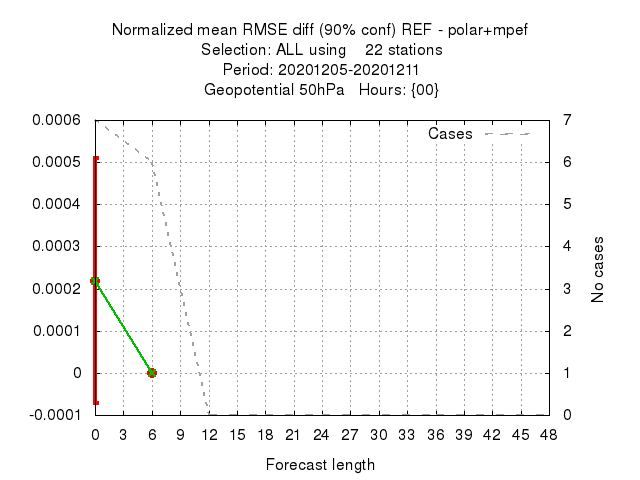 Normalized mean RMSE diff (90% conf) REF - polar+mpef
Selection: ALL using 22 stations
Period: 20201205-20201211
Geopotential 50hPa Hours: {00}
Cases
0.0006
0.0005
0.0004
0.0003
0.0002
0.0001
0
-0.0001
7
6
5
4
3
2
1
0
No cases
0 3 6 9 12 15 18 21 24 27 30 33 36 39 42 45 48
Forecast length